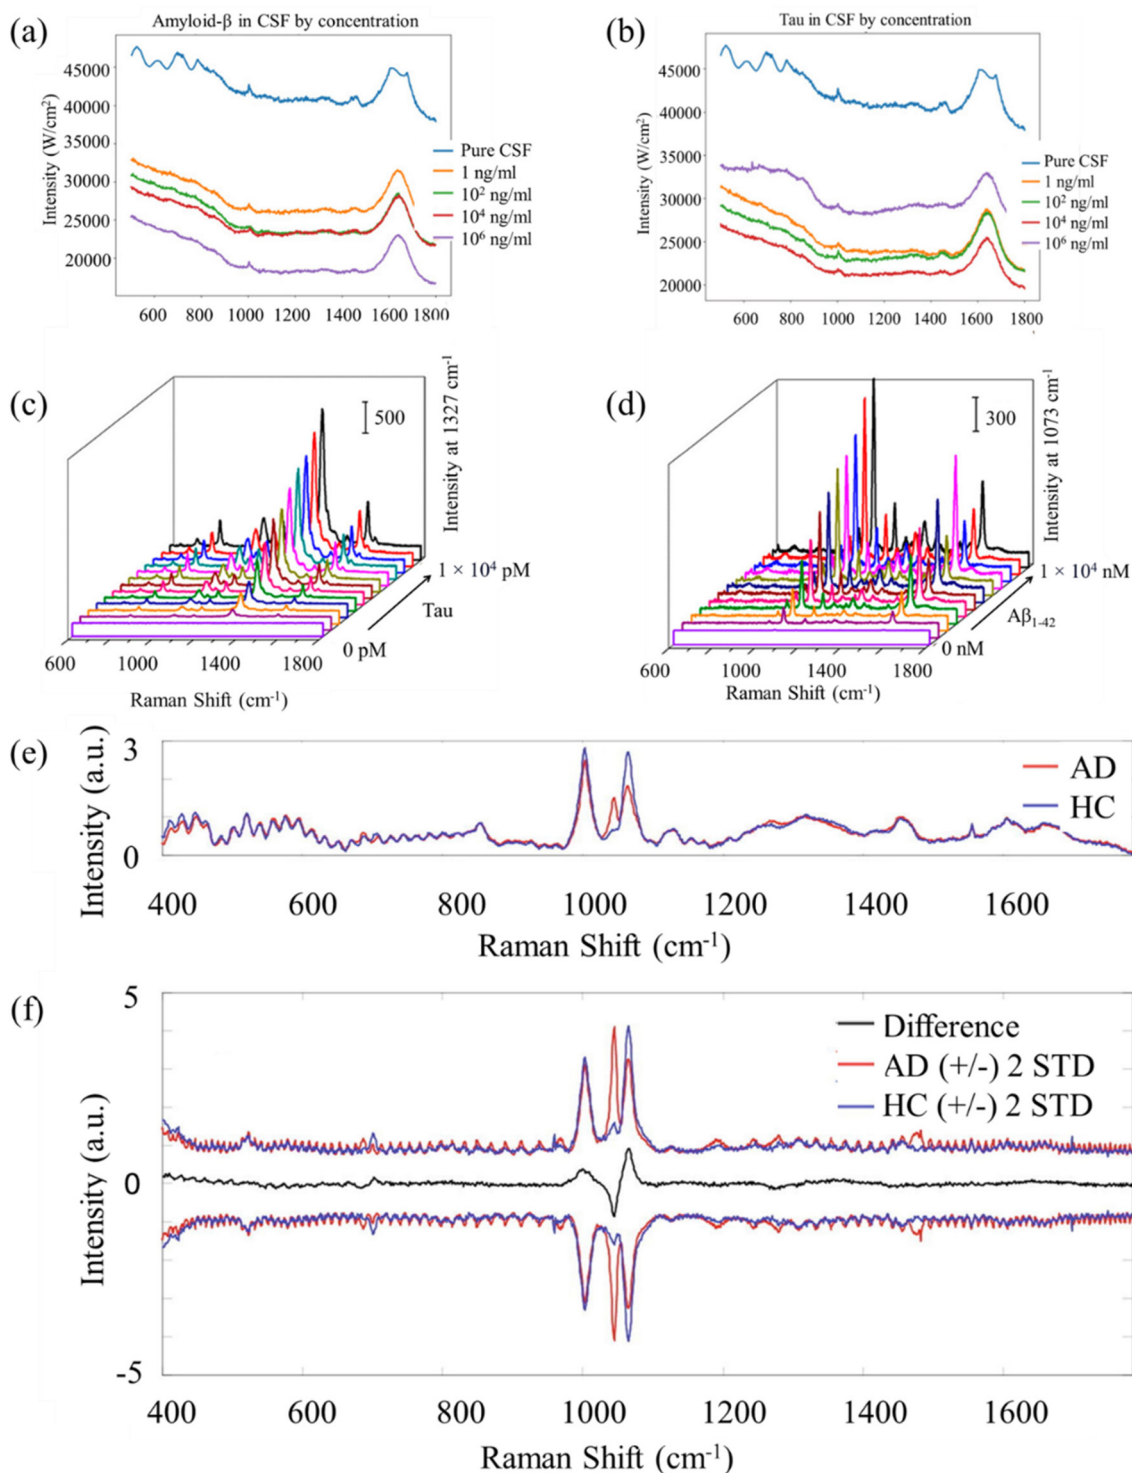 (a)
Amyloid-β in CSF by concentration
Intensity (W/cm²)
45000
40000
35000
30000
25000
20000
600 800 1000 1200 1400 1600 1800
Pure CSF
1 ng/ml
10² ng/ml
10⁴ ng/ml
10⁶ ng/ml
(b)
Tau in CSF by concentration
Intensity (W/cm²)
45000
40000
35000
30000
25000
20000
600 800 1000 1200 1400 1600 1800
Pure CSF
1 ng/ml
10² ng/ml
10⁴ ng/ml
10⁶ ng/ml
(c)
500
Intensity at 1327 cm⁻¹
1 × 10⁴ pM
Tau
0 pM
600 1000 1400 1800
Raman Shift (cm⁻¹)
(d)
300
Intensity at 1073 cm⁻¹
1 × 10⁴ nM
Aβ₁₋₄₂
0 nM
600 1000 1400 1800
Raman Shift (cm⁻¹)
(e)
Intensity (a.u.)
3
0
AD
HC
400 600 800 1000 1200 1400 1600
Raman Shift (cm⁻¹)
(f)
Intensity (a.u.)
Intensity (a.u.)
5
0
-5
Difference
AD (+/-) 2 STD
HC (+/-) 2 STD
400 600 800 1000 1200 1400 1600
Raman Shift (cm⁻¹)